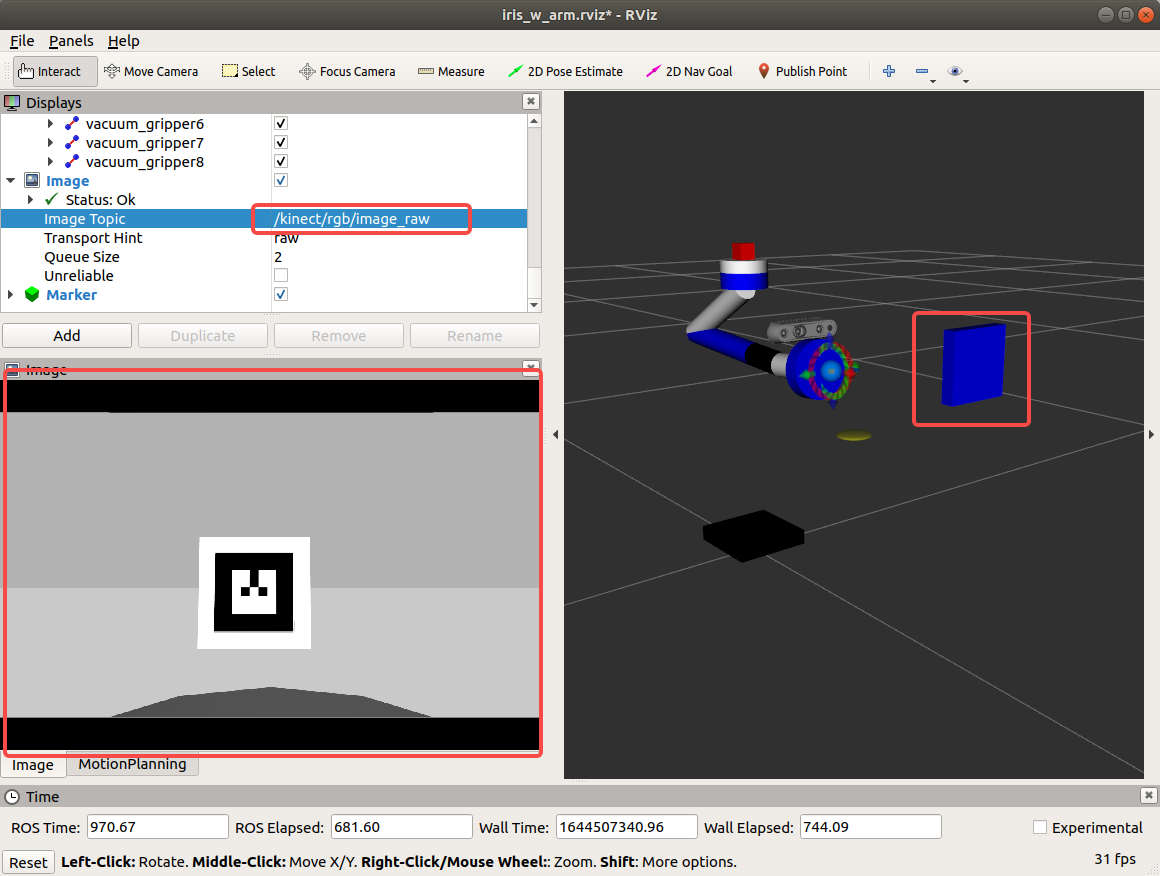 iris_w_arm.rviz* - RViz
File Panels Help
Interact Move Camera Select Focus Camera Measure 2D Pose Estimate 2D Nav Goal Publish Point
Displays
vacuum_gripper6
vacuum_gripper7
vacuum_gripper8
Image
Status: Ok
Image Topic /kinect/rgb/image_raw
Transport Hint raw
Queue Size 2
Unreliable
Marker
Add Duplicate Remove Rename
Image
Image MotionPlanning
Time
ROS Time: 970.67 ROS Elapsed: 681.60 Wall Time: 1644507340.96 Wall Elapsed: 744.09 Experimental
Reset Left-Click: Rotate. Middle-Click: Move X/Y. Right-Click/Mouse Wheel:: Zoom. Shift: More options. 31 fps